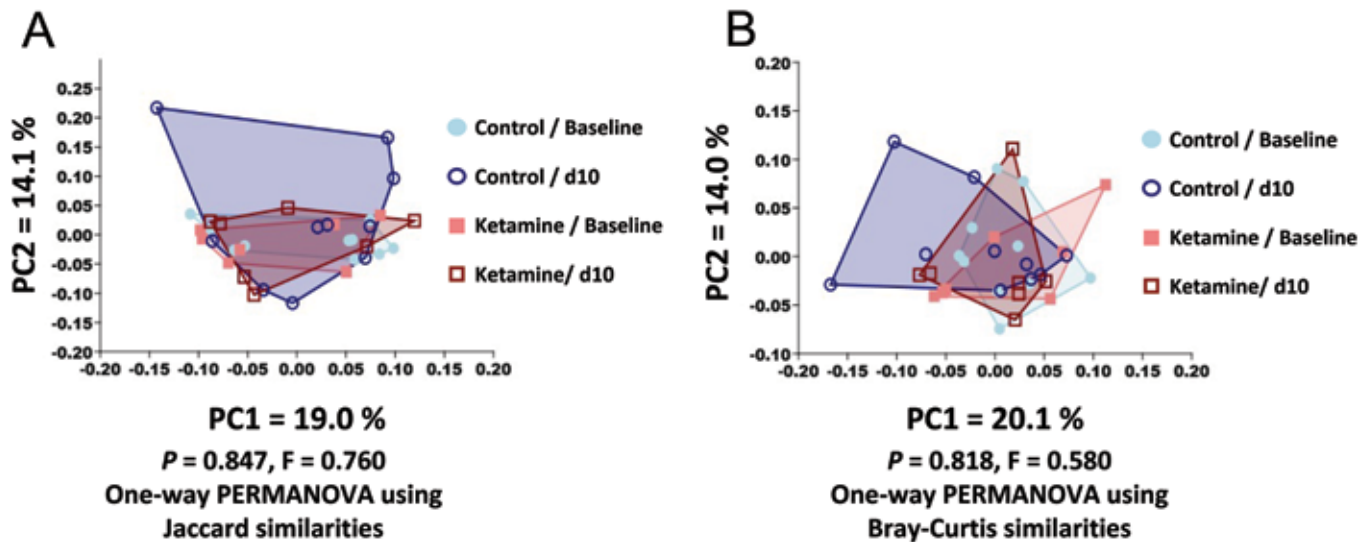 A
PC2 = 14.1 %
0.25
0.20
0.15
0.10
0.05
0.00
-0.05
-0.10
-0.15
-0.20
-0.20 -0.15 -0.10 -0.05 0.00 0.05 0.10 0.15 0.20
Control / Baseline
Control / d10
Ketamine / Baseline
Ketamine/ d10
PC1 = 19.0 %
P = 0.847, F = 0.760
One-way PERMANOVA using
Jaccard similarities
B
PC2 = 14.0 %
0.20
0.15
0.10
0.05
0.00
-0.05
-0.10
-0.20 -0.15 -0.10 -0.05 0.00 0.05 0.10 0.15 0.20
Control / Baseline
Control / d10
Ketamine / Baseline
Ketamine/ d10
PC1 = 20.1 %
P = 0.818, F = 0.580
One-way PERMANOVA using
Bray-Curtis similarities